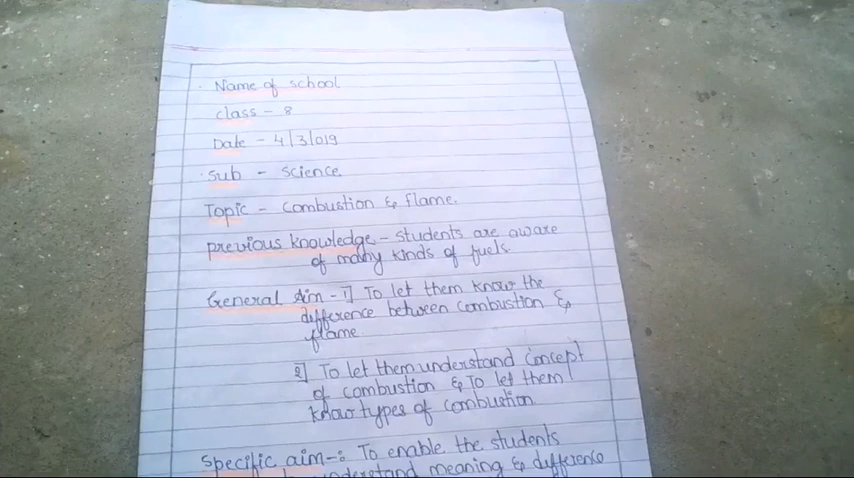 Name of school
class - 8
Date - 4/3/019
Sub - science
Topic - Combustion & flame.
previous knowledge - students are aware
of many kinds of fuels.
General Aim - 1] To let them know the
difference between combustion &
flame.
2] To let them understand concept
of combustion & To let them
know types of combustion
Specific aim -: To enable the students
understand meaning & difference